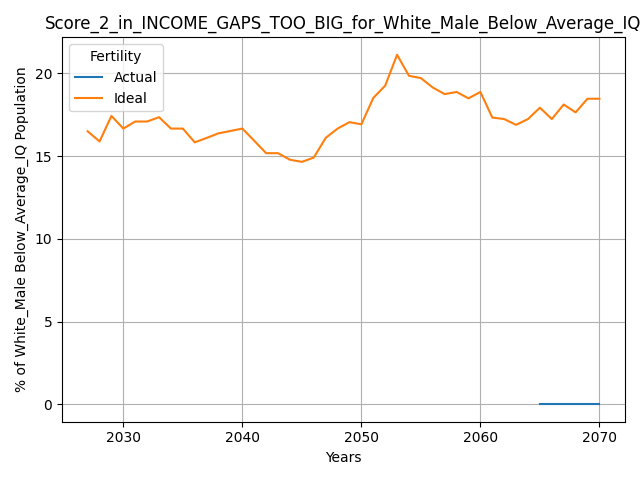 Score_2_in_INCOME_GAPS_TOO_BIG_for_White_Male_Below_Average_IQ
Fertility
Actual
Ideal
% of White_Male Below_Average_IQ Population
20
15
10
5
0
2030
2040
2050
2060
2070
Years